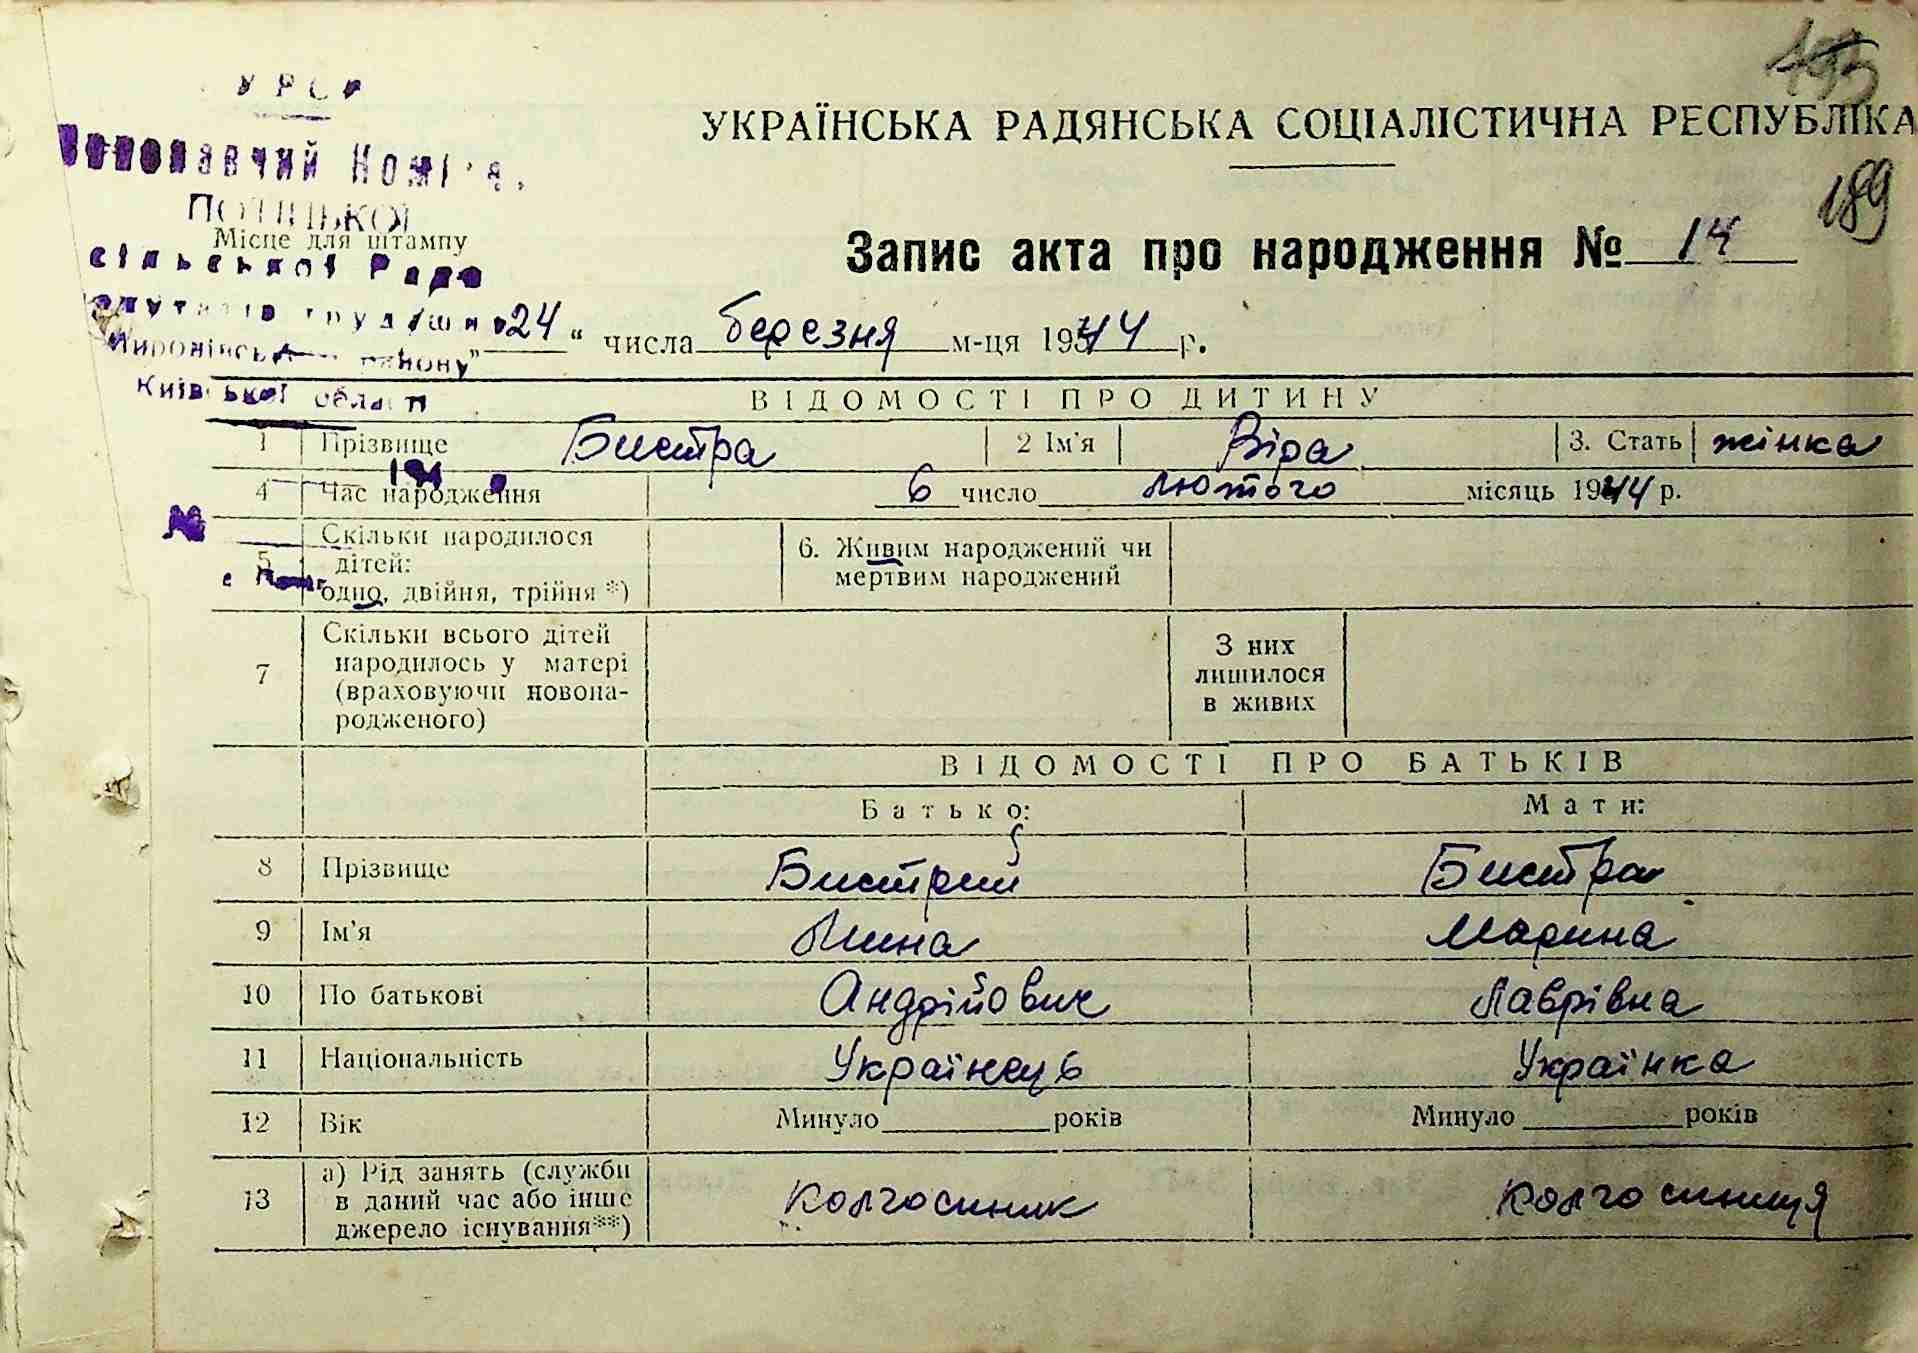 УРСР
Виконавчий Коміте
Місце для штампу
сільської Ради
депутатів трудящих
Миронівського району
Київської області
194
№
УКРАЇНСЬКА РАДЯНСЬКА СОЦІАЛІСТИЧНА РЕСПУБЛІКА
189
Запис акта про народження № 14
"24" числа березня м-ця 1944 р.
ВІДОМОСТІ ПРО ДИТИНУ
1 Прізвище Бистра 2 Ім'я Віра 3. Стать жінка
4 Час народження 6 число лютого місяць 1944 р.
5 Скільки народилося дітей: одно, двійня, трійня *) 6. Живим народжений чи мертвим народжений
7 Скільки всього дітей народилось у матері (враховуючи новонародженого) З них лишилося в живих
ВІДОМОСТІ ПРО БАТЬКІВ
Батько: Мати:
8 Прізвище Бистрий Бистра
9 Ім'я Мина Марина
10 По батькові Андрійович Лаврівна
11 Національність Українець Українка
12 Вік Минуло років Минуло років
13 а) Рід занять (служби в даний час або інше джерело існування**) Колгоспник Колгоспниця